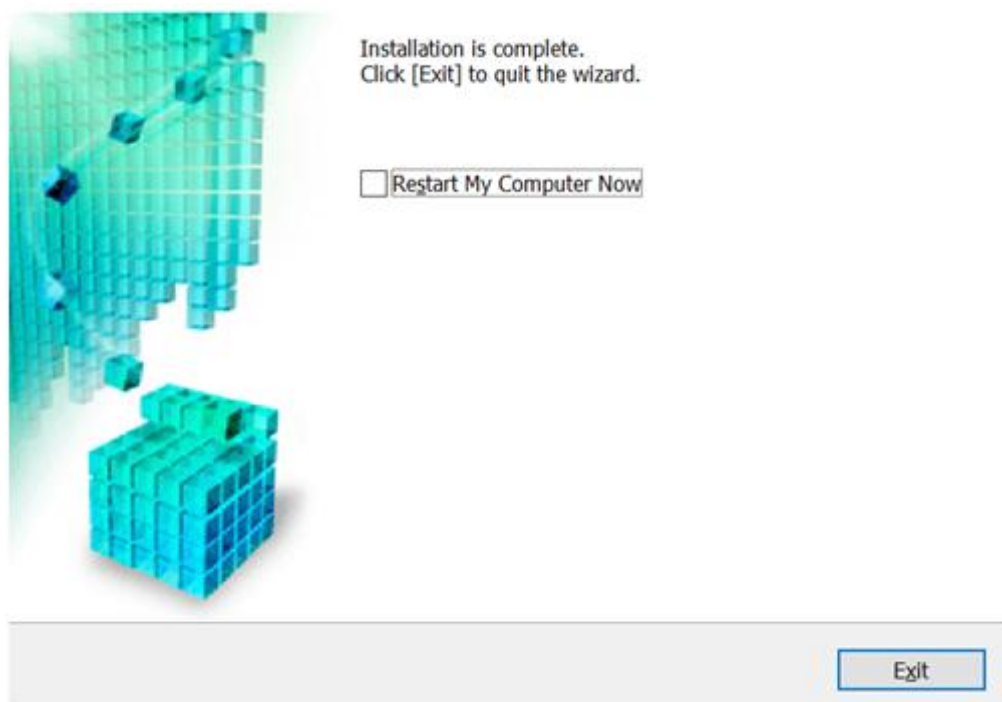 Installation is complete.
Click [Exit] to quit the wizard.
Restart My Computer Now
Exit